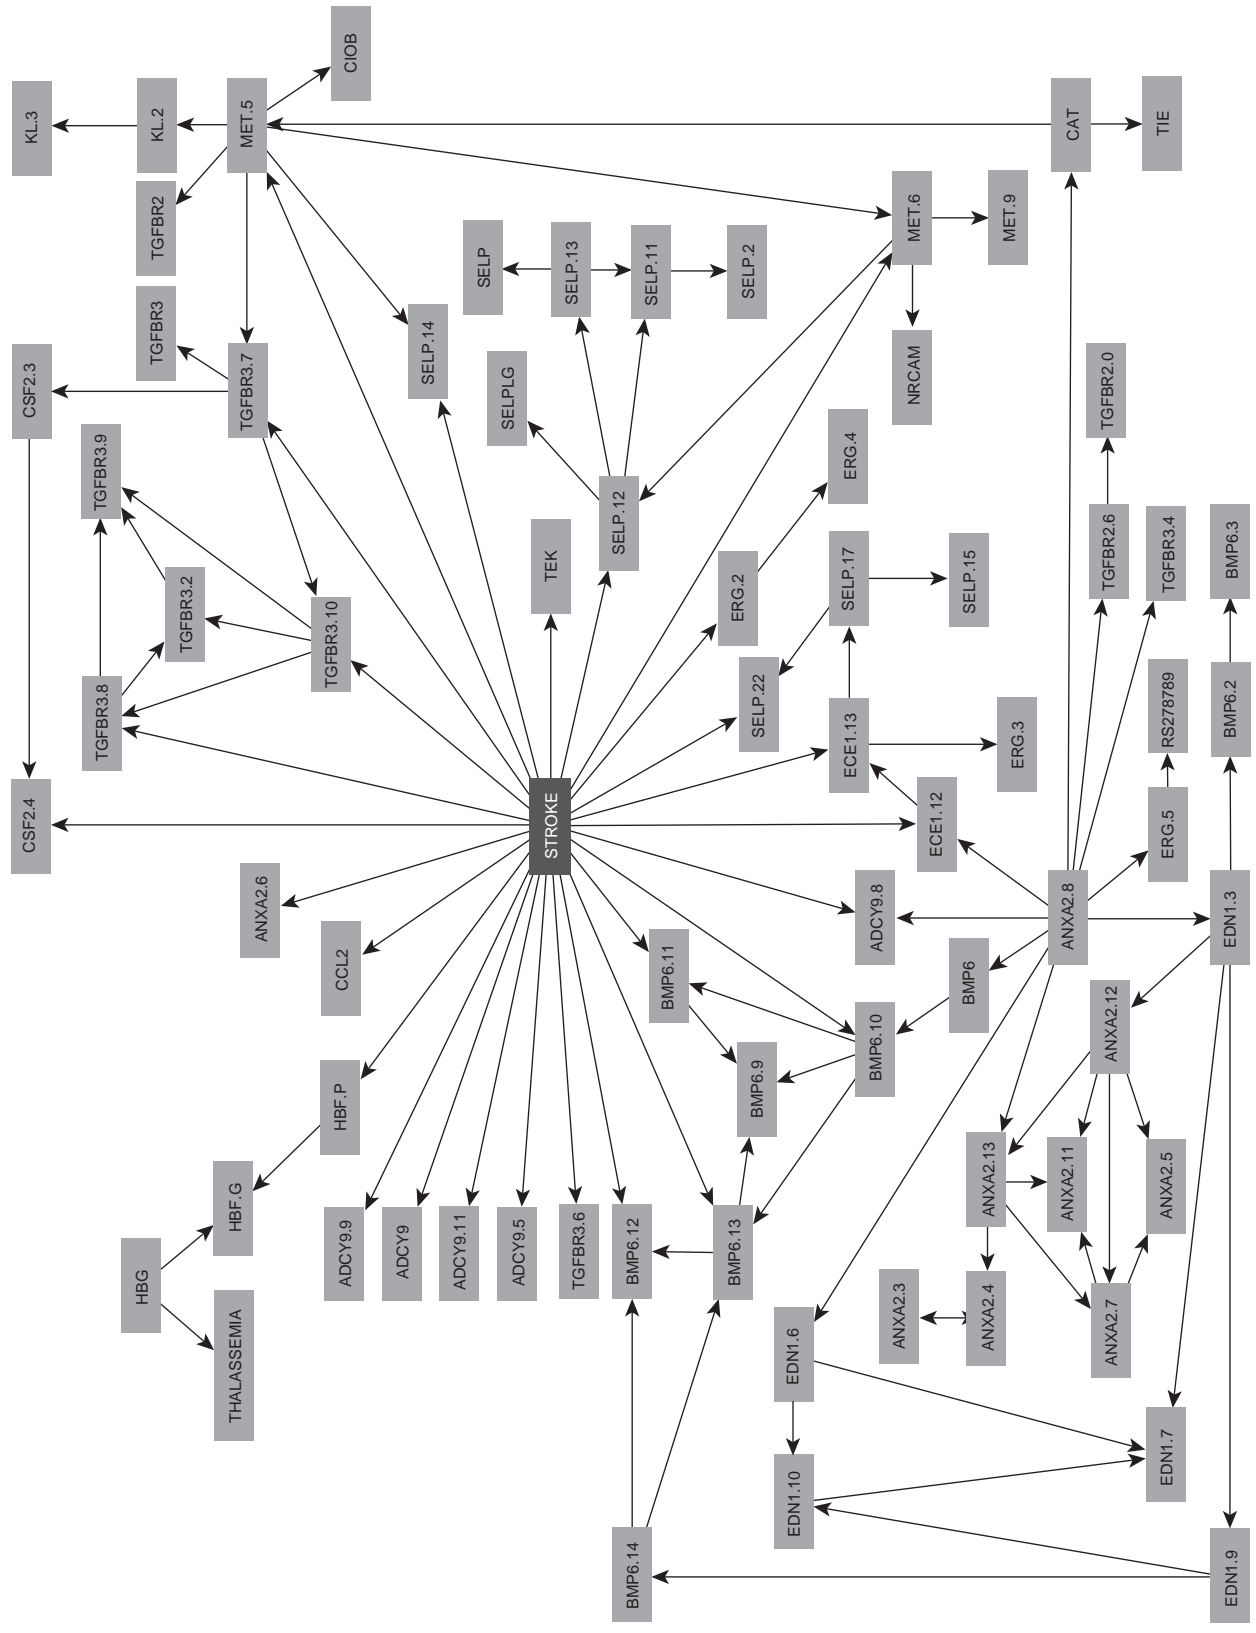 CSF2.4
CSF2.3
KL.3
TGFBR3.8
TGFBR3.9
HBG
TGFBR3
TGFBR2
KL.2
TGFBR3.2
THALASSEMIA
HBF.G
TGFBR3.7
MET.5
ANXA2.6
ADCY9.9
HBF.P
CCL2
TGFBR3.10
CIOB
ADCY9
SELP.14
ADCY9.11
SELP
ADCY9.5
SELPLG
STROKE
TEK
SELP.13
TGFBR3.6
BMP6.14
BMP6.12
SELP.12
SELP.11
BMP6.11
BMP6.13
ERG.2
SELP.2
BMP6.9
SELP.22
EDN1.10
EDN1.6
ECE1.13
SELP.17
ERG.4
BMP6.10
ADCY9.8
ANXA2.3
NRCAM
MET.6
ECE1.12
BMP6
SELP.15
ANXA2.4
ANXA2.13
ERG.3
MET.9
ANXA2.11
ANXA2.8
CAT
ANXA2.7
ANXA2.12
TGFBR2.6
TGFBR2.0
EDN1.7
ANXA2.5
ERG.5
RS278789
TGFBR3.4
TIE
EDN1.9
EDN1.3
BMP6.2
BMP6.3